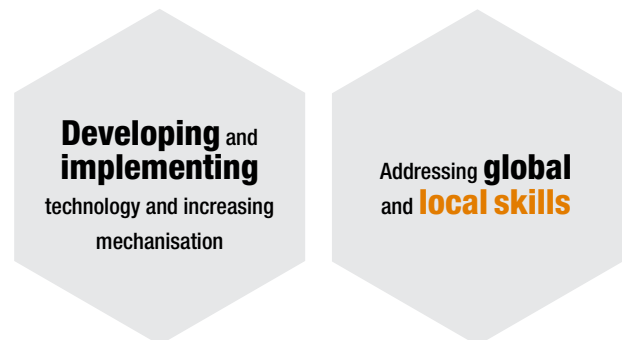 Developing and
implementing
technology and increasing
mechanisation
Addressing global
and local skills